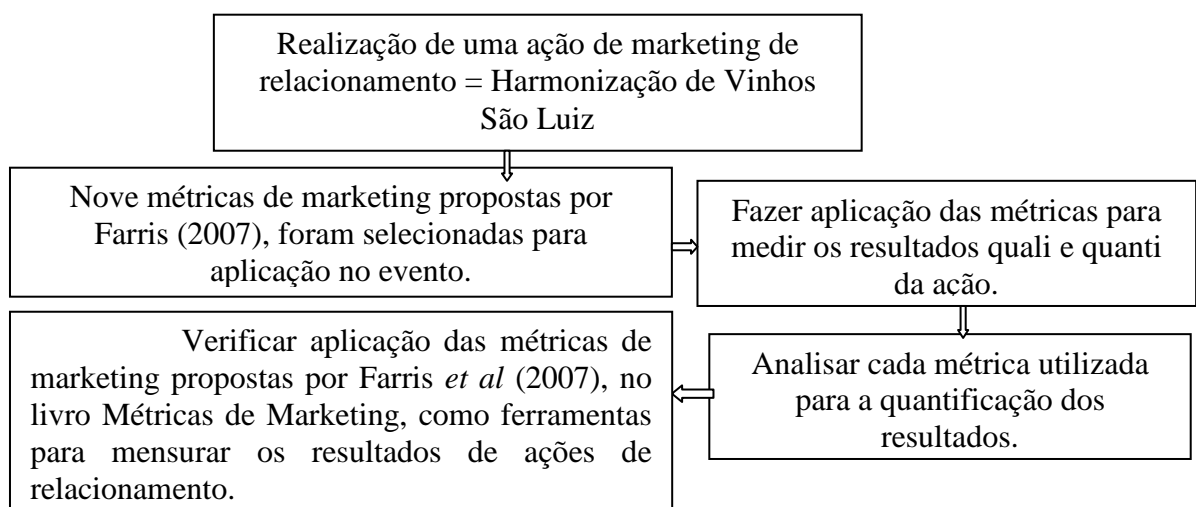 Realização de uma ação de marketing de
relacionamento = Harmonização de Vinhos
São Luiz
Nove métricas de marketing propostas por
Farris (2007), foram selecionadas para
aplicação no evento.
Fazer aplicação das métricas para
medir os resultados quali e quanti
da ação.
Analisar cada métrica utilizada
para a quantificação dos
resultados.
Verificar aplicação das métricas de
marketing propostas por Farris et al (2007), no
livro Métricas de Marketing, como ferramentas
para mensurar os resultados de ações de
relacionamento.